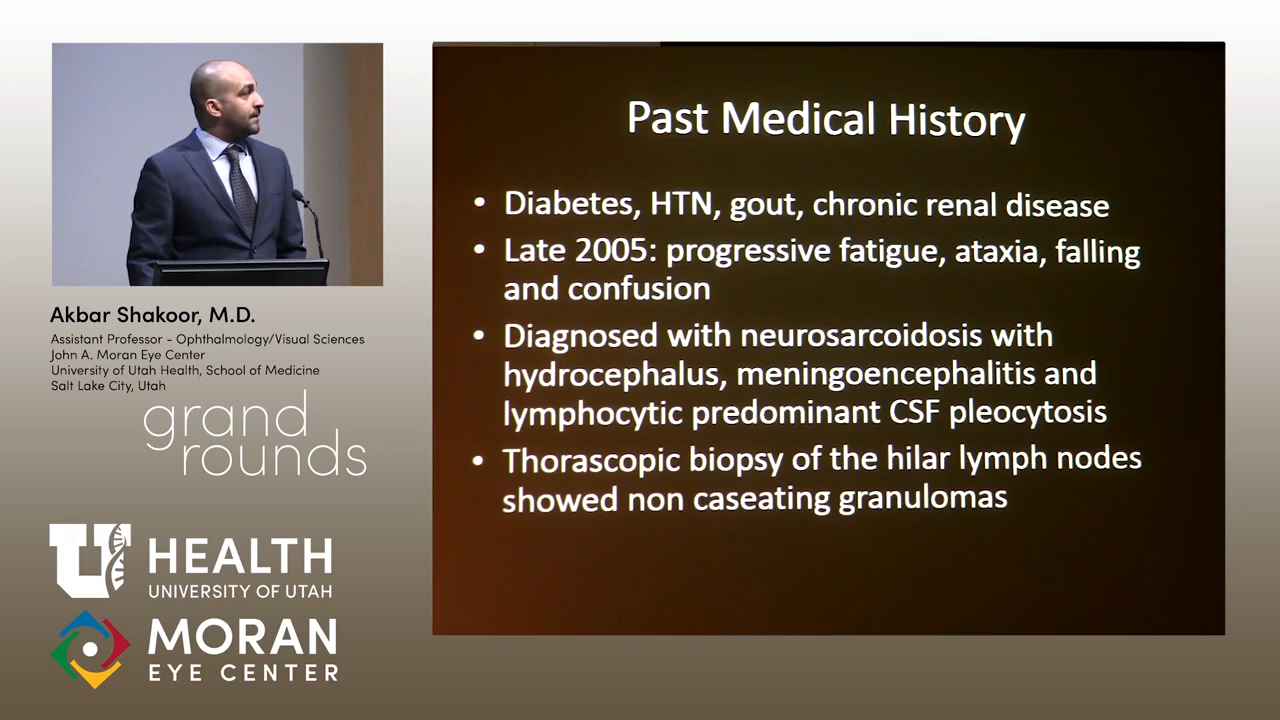 Past Medical History
• Diabetes, HTN, gout, chronic renal disease
• Late 2005: progressive fatigue, ataxia, falling
and confusion
• Diagnosed with neurosarcoidosis with
hydrocephalus, meningoencephalitis and
lymphocytic predominant CSF pleocytosis
• Thorascopic biopsy of the hilar lymph nodes
showed non caseating granulomas
Akbar Shakoor, M.D.
Assistant Professor - Ophthalmology/Visual Sciences
John A. Moran Eye Center
University of Utah Health, School of Medicine
Salt Lake City, Utah
grand
rounds
U HEALTH
UNIVERSITY OF UTAH
MORAN
EYE CENTER